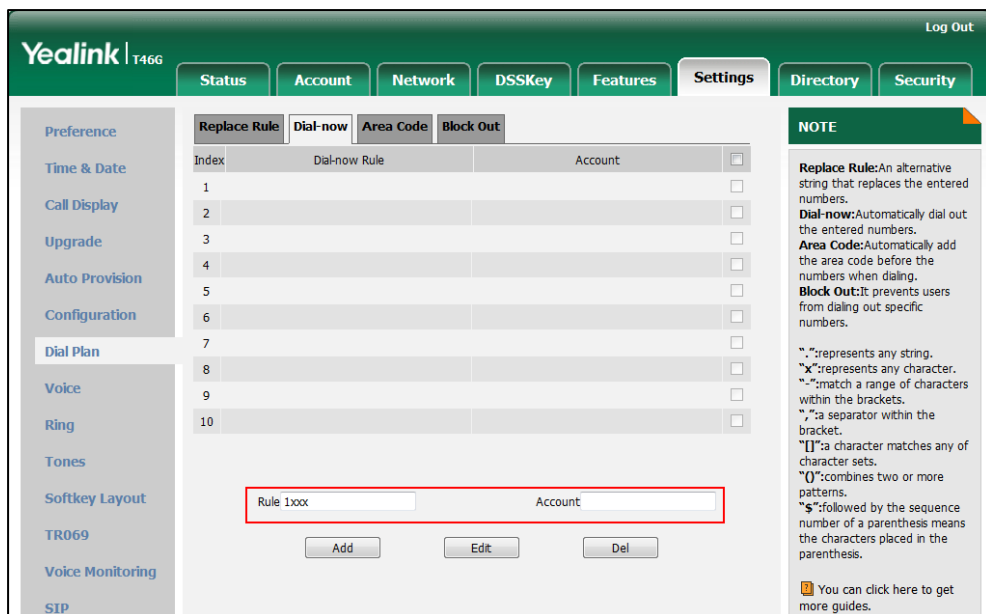 Log Out
Yealink | T46G
Status Account Network DSSKey Features Settings Directory Security
Preference
Time & Date
Call Display
Upgrade
Auto Provision
Configuration
Dial Plan
Voice
Ring
Tones
Softkey Layout
TR069
Voice Monitoring
SIP
Replace Rule Dial-now Area Code Block Out
Index Dial-now Rule Account
1
2
3
4
5
6
7
8
9
10
Rule 1xxx Account
Add Edit Del
NOTE
Replace Rule:An alternative
string that replaces the entered
numbers.
Dial-now:Automatically dial out
the entered numbers.
Area Code:Automatically add
the area code before the
numbers when dialing.
Block Out:It prevents users
from dialing out specific
numbers.
".":represents any string.
"x":represents any character.
"-":match a range of characters
within the brackets.
",":a separator within the
bracket.
"[]":a character matches any of
character sets.
"()":combines two or more
patterns.
"$":followed by the sequence
number of a parenthesis means
the characters placed in the
parenthesis.
You can click here to get
more guides.